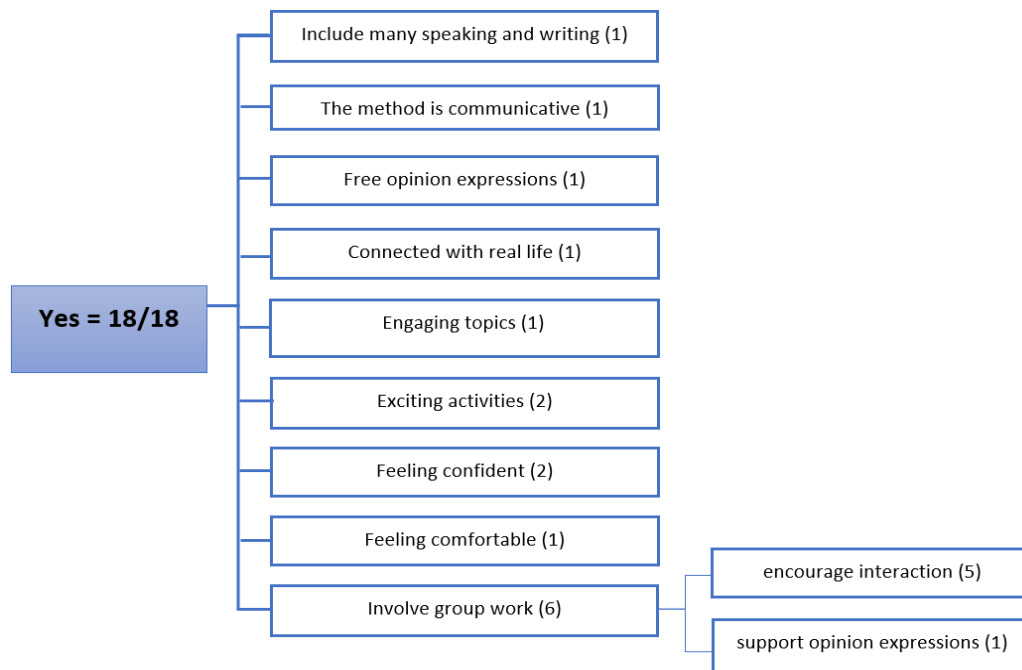 Include many speaking and writing (1)
The method is communicative (1)
Free opinion expressions (1)
Connected with real life (1)
Yes = 18/18
Engaging topics (1)
Exciting activities (2)
Feeling confident (2)
Feeling comfortable (1)
Involve group work (6)
encourage interaction (5)
support opinion expressions (1)